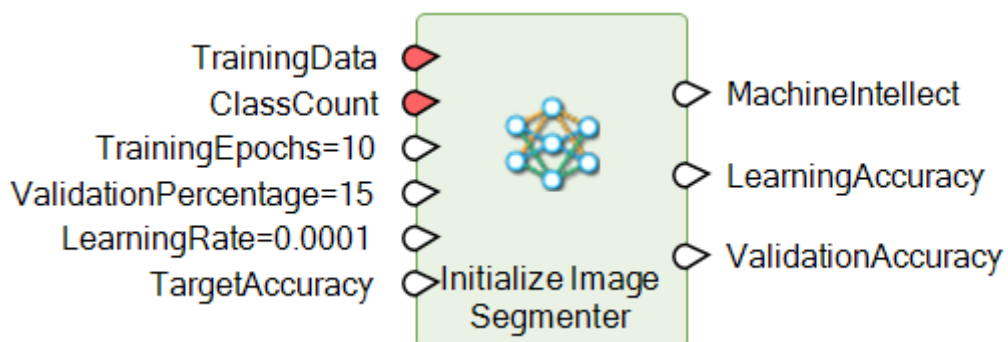 TrainingData
ClassCount
TrainingEpochs=10
ValidationPercentage=15
LearningRate=0.0001
TargetAccuracy
Initialize Image
Segmenter
MachineIntellect
LearningAccuracy
ValidationAccuracy